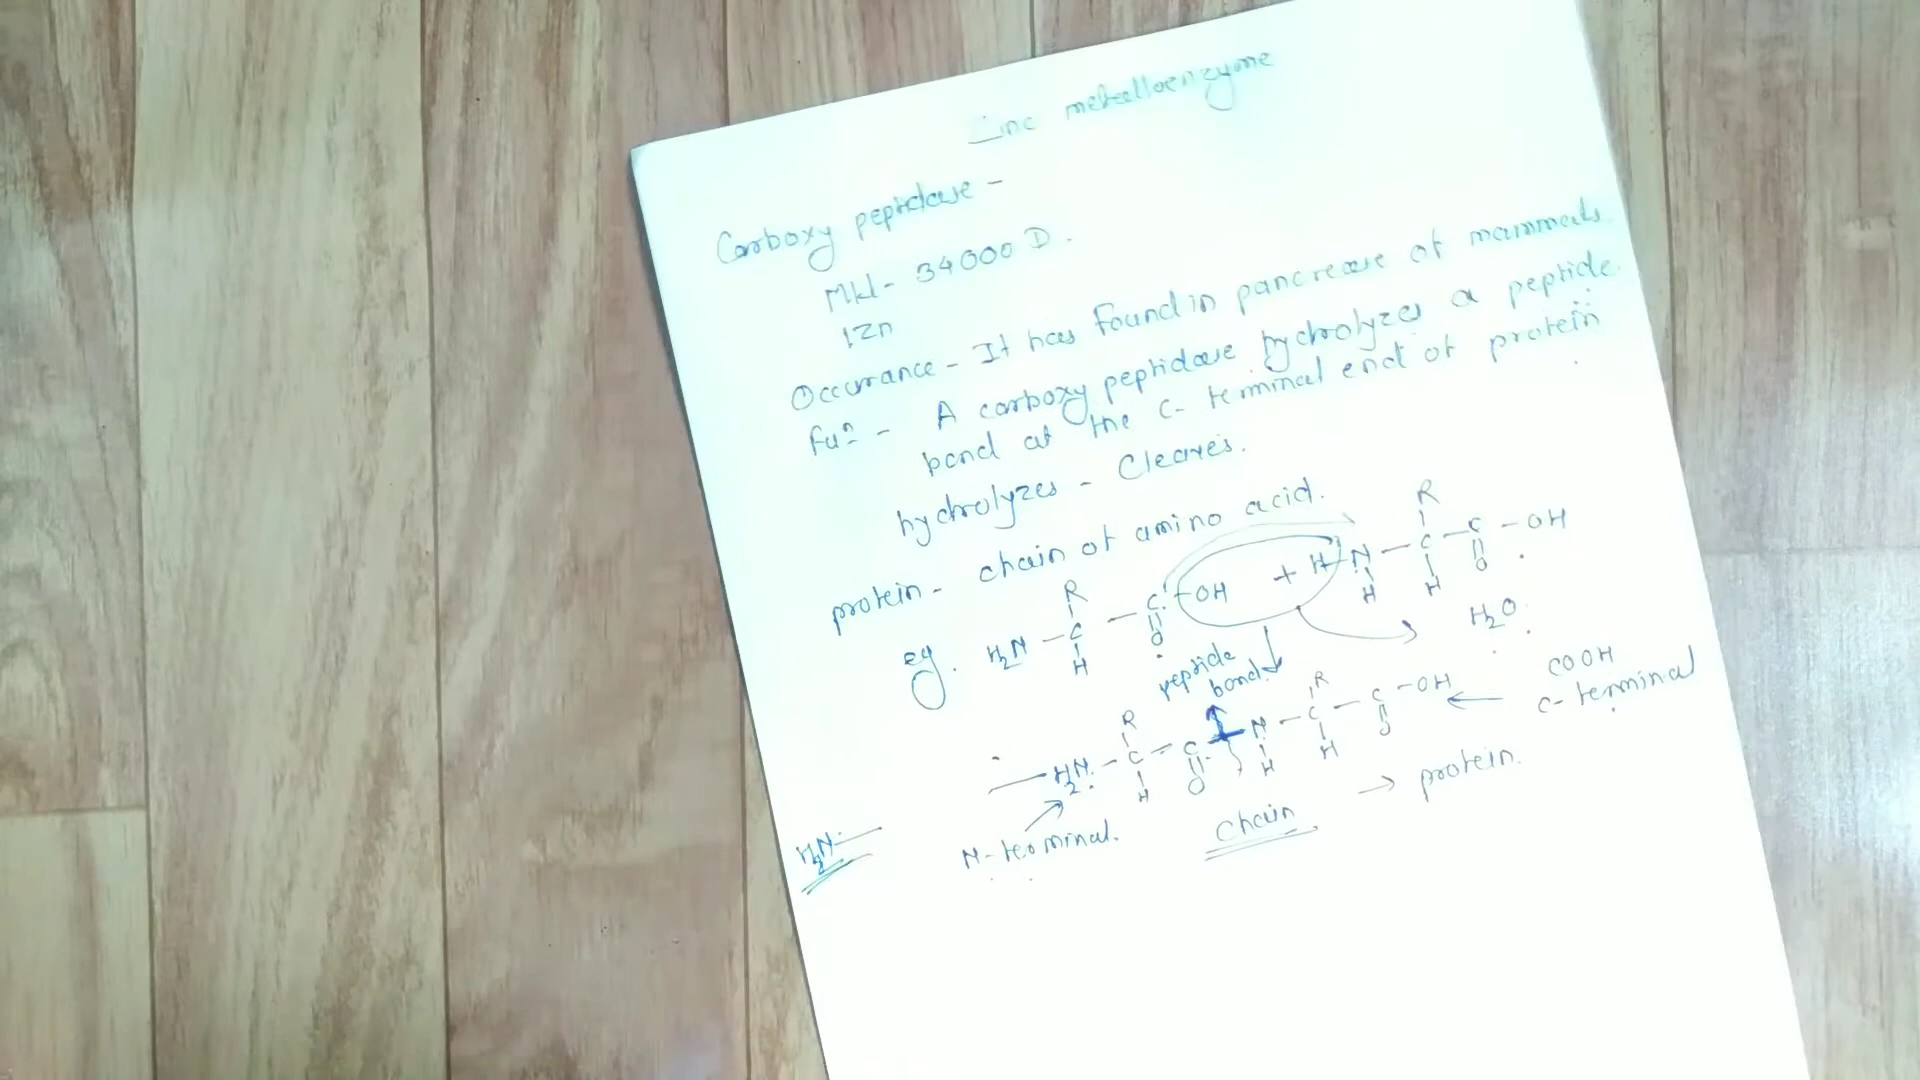 Zinc metalloenzyme
Carboxy peptidase -
MW - 34000 D.
1Zn
Occurrance - It has found in pancrease of mammals
Fun - A carboxy peptidase hydrolyzes a peptide
bond at the C- terminal end of protein
hydrolyzes - Cleaves.
protein - chain of amino acid.
R
R
eg. H2N - C - C - OH + H - N - C - C - OH
H O H H O
H2O
peptide
bond.
COOH
C- terminal
R
R
H2N - C - C - N - C - C - OH
H O H H O
H2N
N- terminal.
Chain → protein.